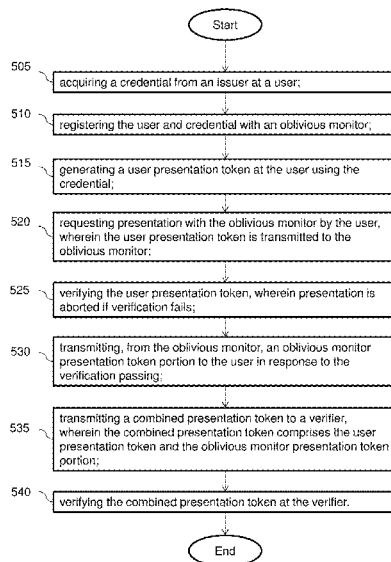 Start
505
acquiring a credential from an issuer at a user;
510
registering the user and credential with an oblivious monitor;
515
generating a user presentation token at the user using the
credential;
520
requesting presentation with the oblivious monitor by the user,
wherein the user presentation token is transmitted to the
oblivious monitor;
525
verifying the user presentation token, wherein presentation is
aborted if verification fails;
530
transmitting, from the oblivious monitor, an oblivious monitor
presentation token portion to the user in response to the
verification passing;
535
transmitting a combined presentation token to a verifier,
wherein the combined presentation token comprises the user
presentation token and the oblivious monitor presentation token
portion;
540
verifying the combined presentation token at the verifier.
End